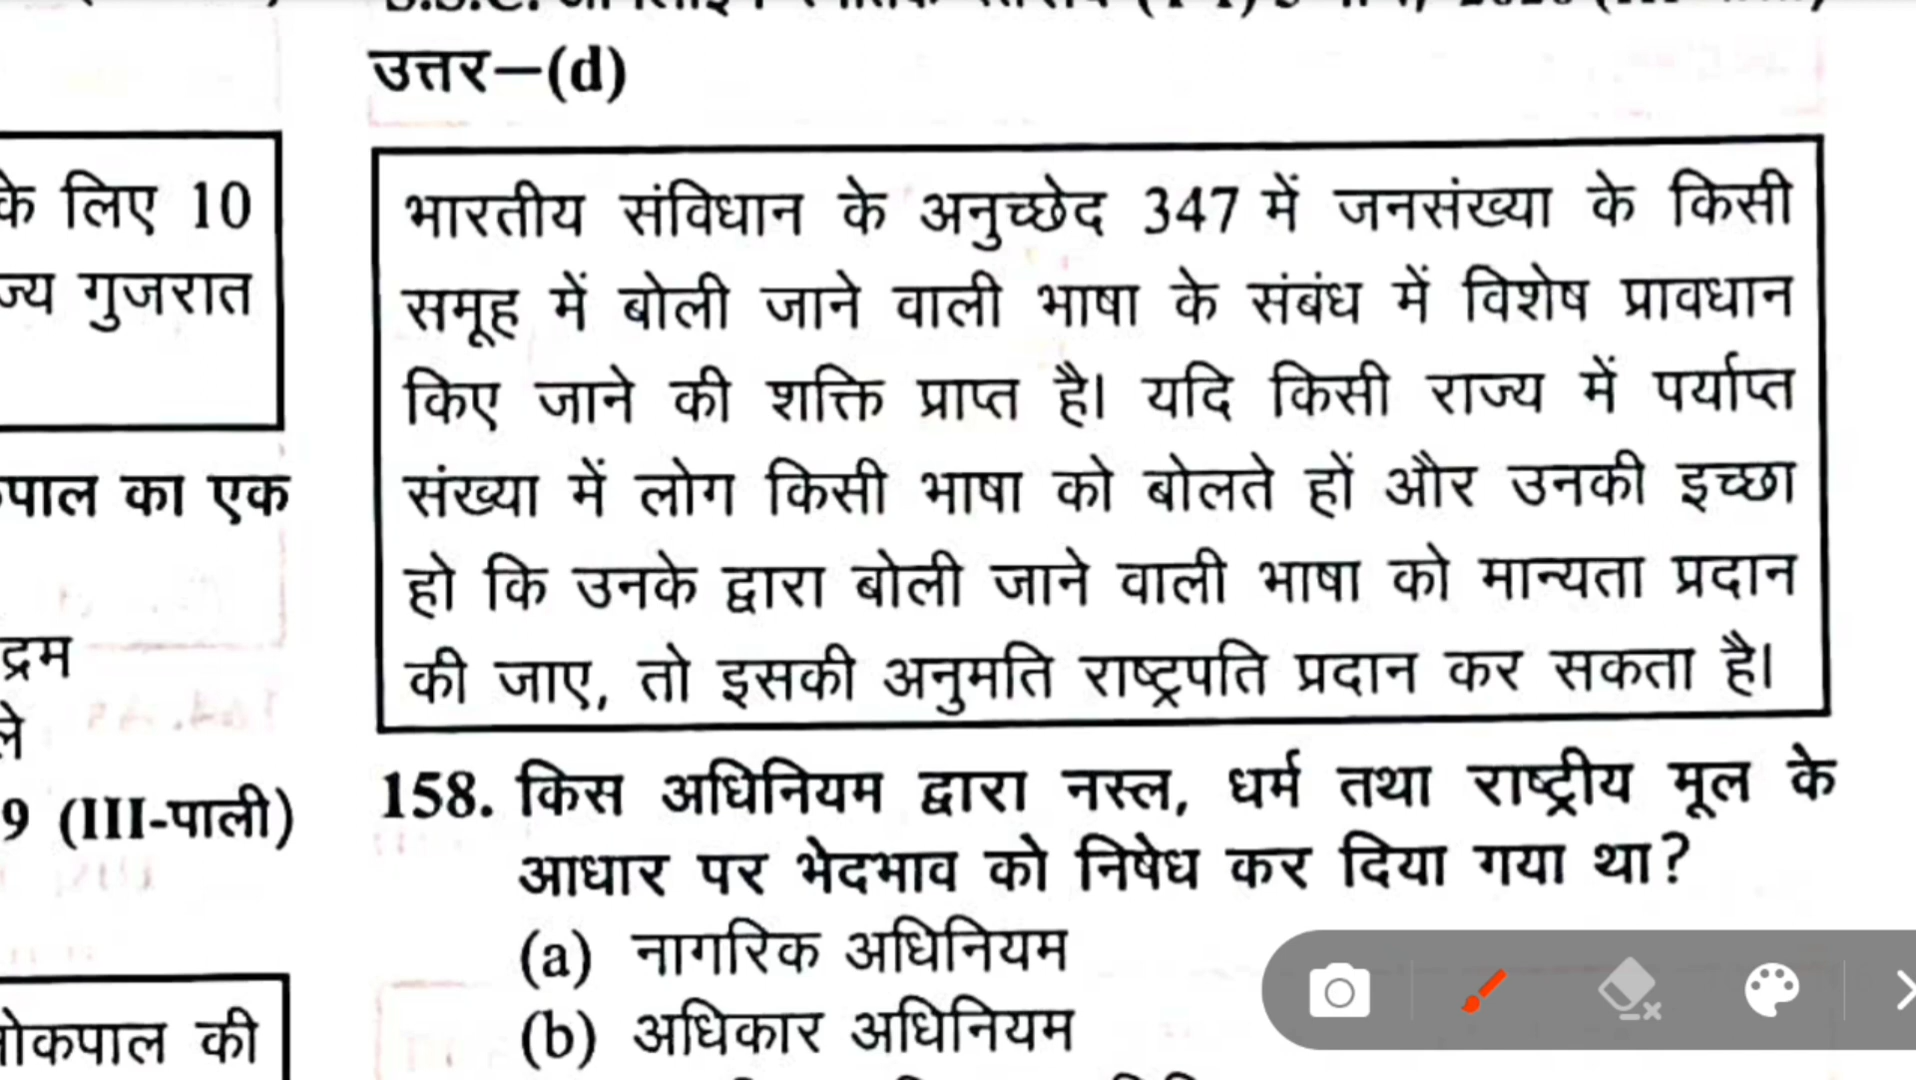 के लिए 10
ज्य गुजरात
पाल का एक
द्रम
ले
9 (III-पाली)
लोकपाल की
उत्तर–(d)
भारतीय संविधान के अनुच्छेद 347 में जनसंख्या के किसी
समूह में बोली जाने वाली भाषा के संबंध में विशेष प्रावधान
किए जाने की शक्ति प्राप्त है। यदि किसी राज्य में पर्याप्त
संख्या में लोग किसी भाषा को बोलते हों और उनकी इच्छा
हो कि उनके द्वारा बोली जाने वाली भाषा को मान्यता प्रदान
की जाए, तो इसकी अनुमति राष्ट्रपति प्रदान कर सकता है।
158. किस अधिनियम द्वारा नस्ल, धर्म तथा राष्ट्रीय मूल के
आधार पर भेदभाव को निषेध कर दिया गया था?
(a) नागरिक अधिनियम
(b) अधिकार अधिनियम